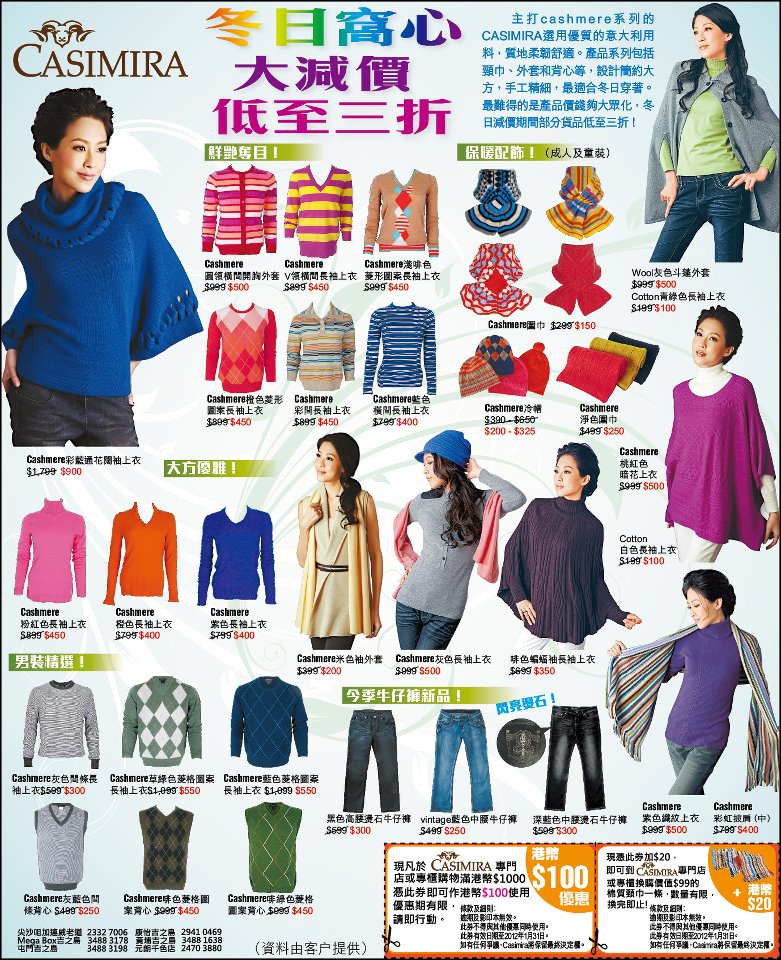 CASIMIRA
冬日窩心
大減價
低至三折
主打cashmere系列的
CASIMIRA選用優質的意大利用
料，質地柔韌舒適。產品系列包括
頸巾、外套和背心等，設計簡約大
方，手工精細，最適合冬日穿著。
最難得的是產品價錢夠大眾化，冬
日減價期間部分貨品低至三折！
鮮艷奪目！
Cashmere
圓領橫間開胸外套
$999 $500
Cashmere
V領橫間長袖上衣
$899 $450
Cashmere淺啡色
菱形圖案長袖上衣
$999 $450
Cashmere橙色菱形
圖案長袖上衣
$899 $450
Cashmere
彩間長袖上衣
$899 $450
Cashmere藍色
橫間長袖上衣
$799 $400
Cashmere彩藍通花闊袖上衣
$1,799 $900
保暖配飾！（成人及童裝）
Cashmere圍巾 $299 $150
Cashmere冷帽
$390 - $650
$200 - $325
Cashmere
淨色圍巾
$499 $250
Wool灰色斗蓬外套
$999 $500
Cotton青綠色長袖上衣
$199 $100
Cashmere
桃紅色
暗花上衣
$999 $500
Cotton
白色長袖上衣
$199 $100
大方優雅！
Cashmere
粉紅色長袖上衣
$899 $450
Cashmere
橙色長袖上衣
$799 $400
Cashmere
紫色長袖上衣
$799 $400
Cashmere米色袖外套
$399 $200
Cashmere灰色長袖上衣
$999 $500
啡色蝙蝠袖長袖上衣
$699 $350
Cashmere
紫色纖紋上衣
$999 $500
Cashmere
彩虹披肩 (中)
$799 $400
男裝精選！
Cashmere灰色間條長
袖上衣$599 $300
Cashmere草綠色菱格圖案
長袖上衣$1,099 $550
Cashmere藍色菱格圖案
長袖上衣 $1,099 $550
Cashmere灰藍色間
條背心 $499 $250
Cashmere啡色菱格圖
案背心 $999 $450
Cashmere啡綠色菱格
圖案背心 $999 $450
今季牛仔褲新品！
閃亮燙石！
黑色高腰燙石牛仔褲
$599 $300
vintage藍色中腰牛仔褲
$499 $250
深藍色中腰燙石牛仔褲
$599 $300
現凡於 CASIMIRA 專門
店或專櫃購物滿港幣$1000
憑此券即可作港幣$100使用
優惠期有限，
請即行動。
港幣
$100
優惠
條款及細則：
逾期及影印本無效。
此券不得與其他優惠同時使用。
此券有效日期至2012年1月31日。
如有任何爭議，Casimira將保留最終決定權。
現憑此券加$20，
即可到 CASIMIRA 專門店
或專櫃換購價值$99的
棉質頸巾一條，數量有限，
換完即止！
+ 港幣
$20
條款及細則：
逾期及影印本無效。
此券不得與其他優惠同時使用。
此券有效日期至2012年1月31日。
如有任何爭議，Casimira將保留最終決定權。
尖沙咀加連威老道 2332 7006 康怡吉之島 2941 0469
Mega Box吉之島 3488 3178 黃埔吉之島 3488 1638
屯門吉之島 3488 3198 元朗千色店 2470 3880
（資料由客戶提供）